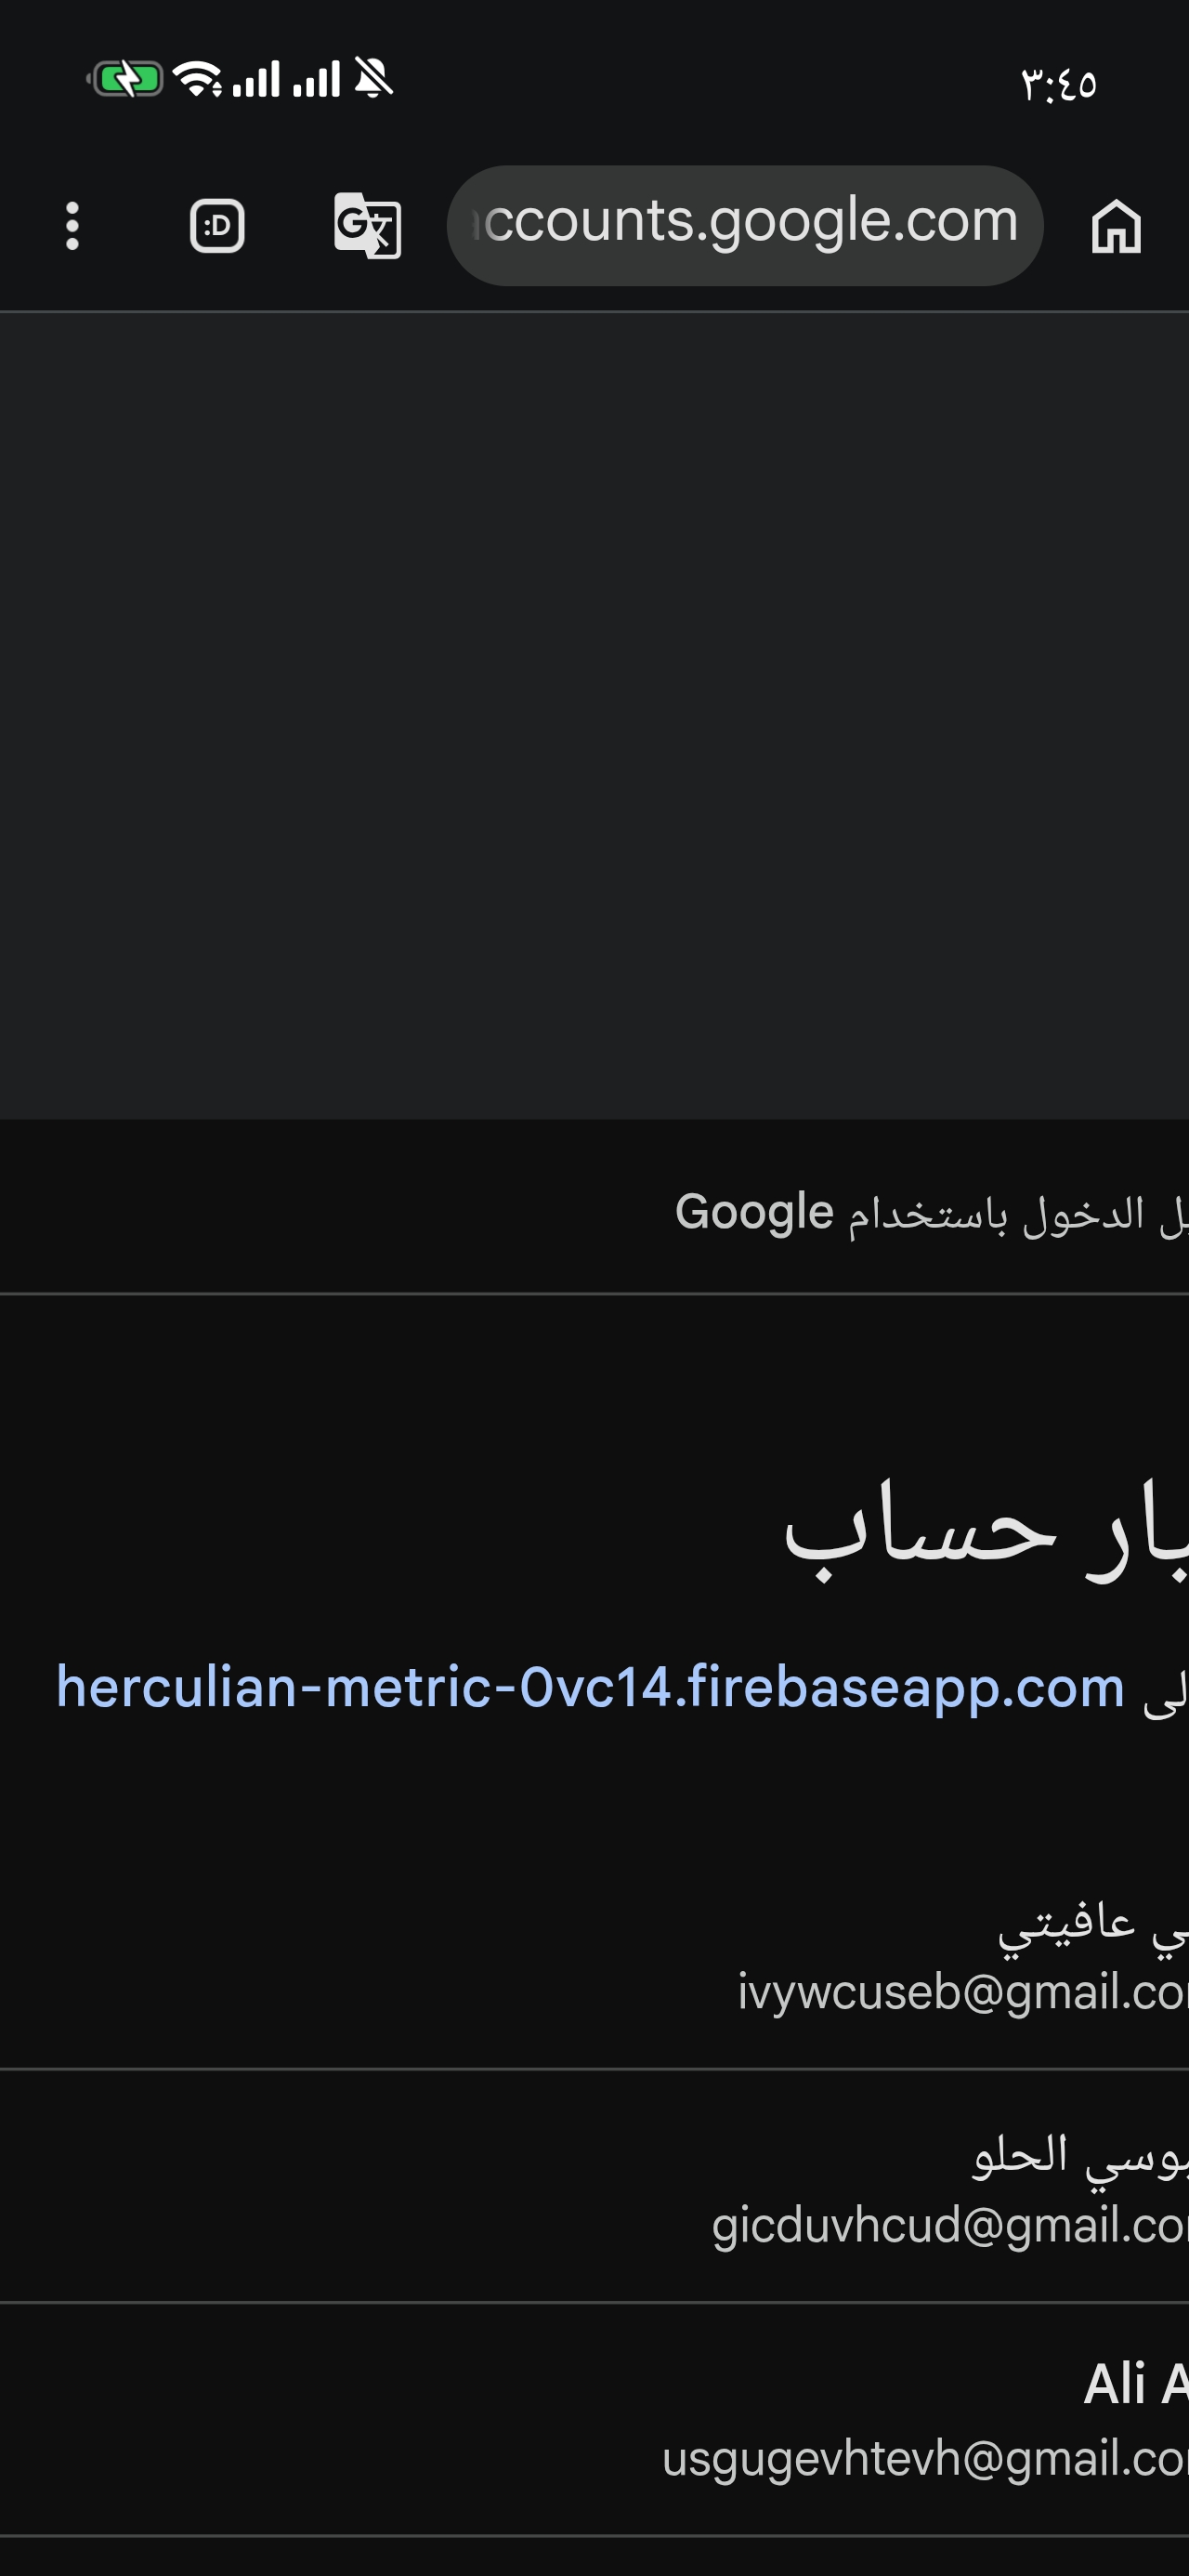 ٣:٤٥
:D
ccounts.google.com
الدخول باستخدام Google
حساب
herculian-metric-0vc14.firebaseapp.com
عافيتي
ivywcuseb@gmail.co
الحلو
gicduvhcud@gmail.co
Ali A
usgugevhtevh@gmail.co